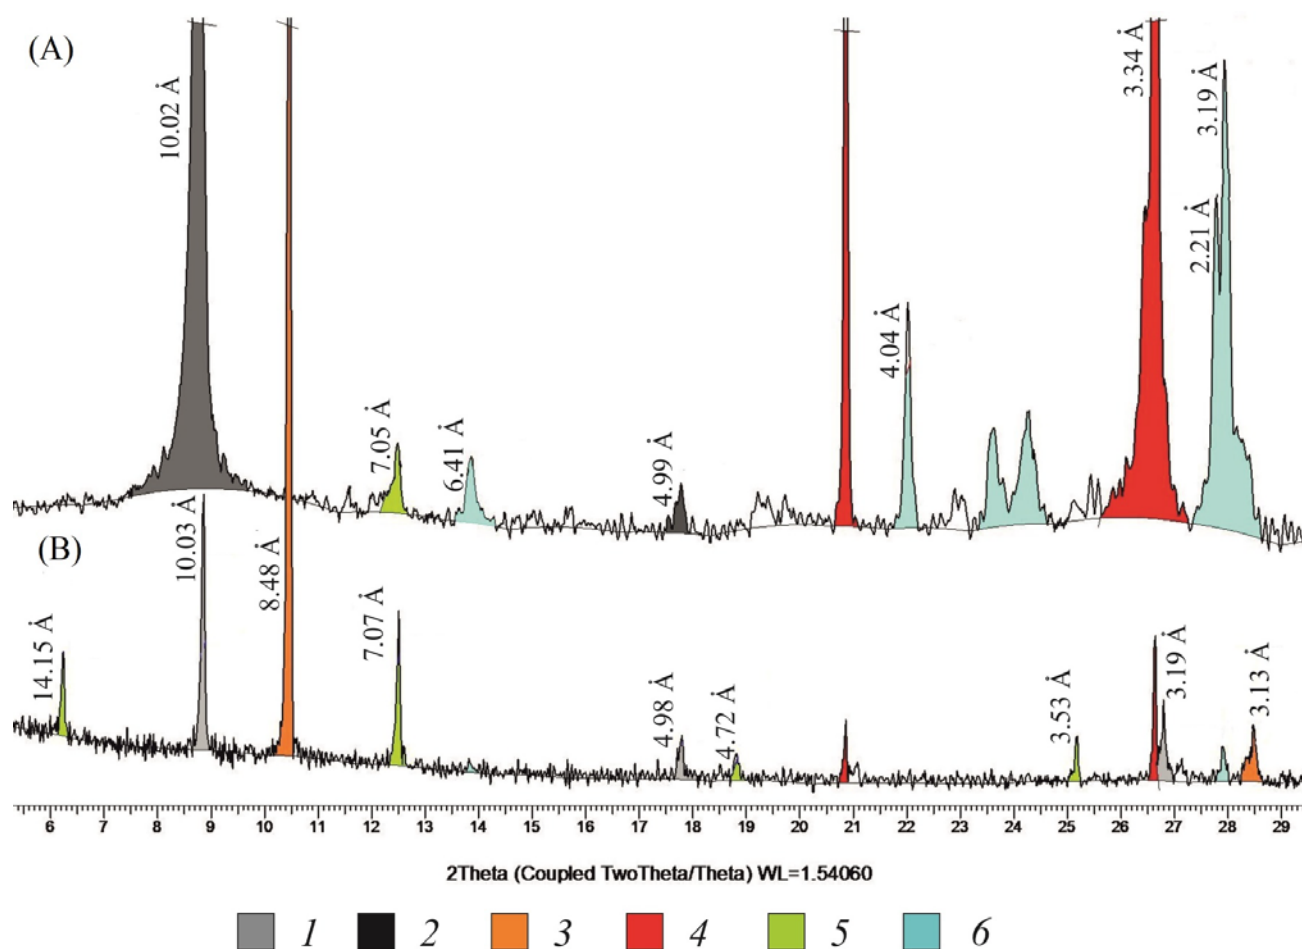 (A)
10.02 Å
7.05 Å
6.41 Å
4.99 Å
4.04 Å
3.34 Å
2.21 Å
3.19 Å
(B)
14.15 Å
10.03 Å
8.48 Å
7.07 Å
4.98 Å
4.72 Å
3.53 Å
3.19 Å
3.13 Å
6 7 8 9 10 11 12 13 14 15 16 17 18 19 20 21 22 23 24 25 26 27 28 29
2Theta (Coupled TwoTheta/Theta) WL=1.54060
1 2 3 4 5 6